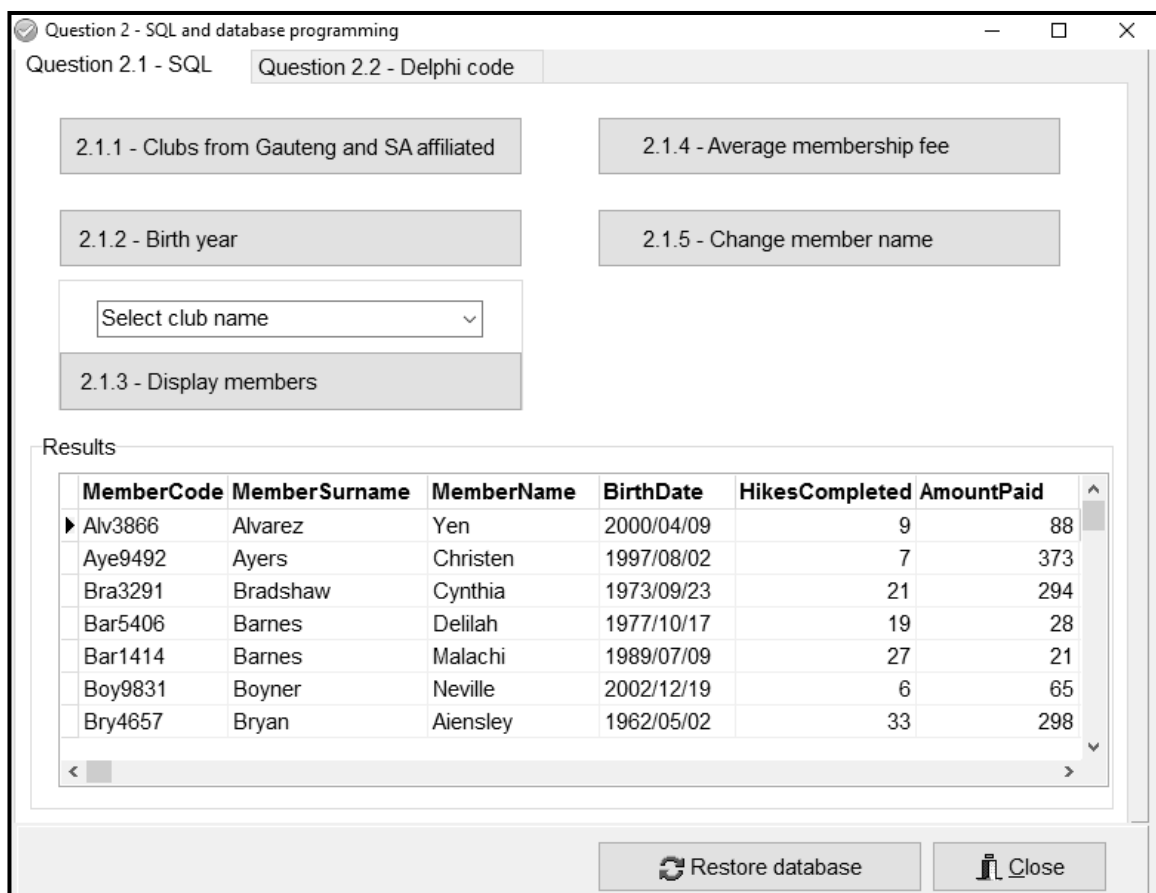 Question 2 - SQL and database programming
Question 2.1 - SQL Question 2.2 - Delphi code
2.1.1 - Clubs from Gauteng and SA affiliated
2.1.4 - Average membership fee
2.1.2 - Birth year
2.1.5 - Change member name
Select club name
2.1.3 - Display members
Results
MemberCode MemberSurname MemberName BirthDate HikesCompleted AmountPaid
Alv3866 Alvarez Yen 2000/04/09 9 88
Aye9492 Ayers Christen 1997/08/02 7 373
Bra3291 Bradshaw Cynthia 1973/09/23 21 294
Bar5406 Barnes Delilah 1977/10/17 19 28
Bar1414 Barnes Malachi 1989/07/09 27 21
Boy9831 Boyner Neville 2002/12/19 6 65
Bry4657 Bryan Aiensley 1962/05/02 33 298
Restore database Close